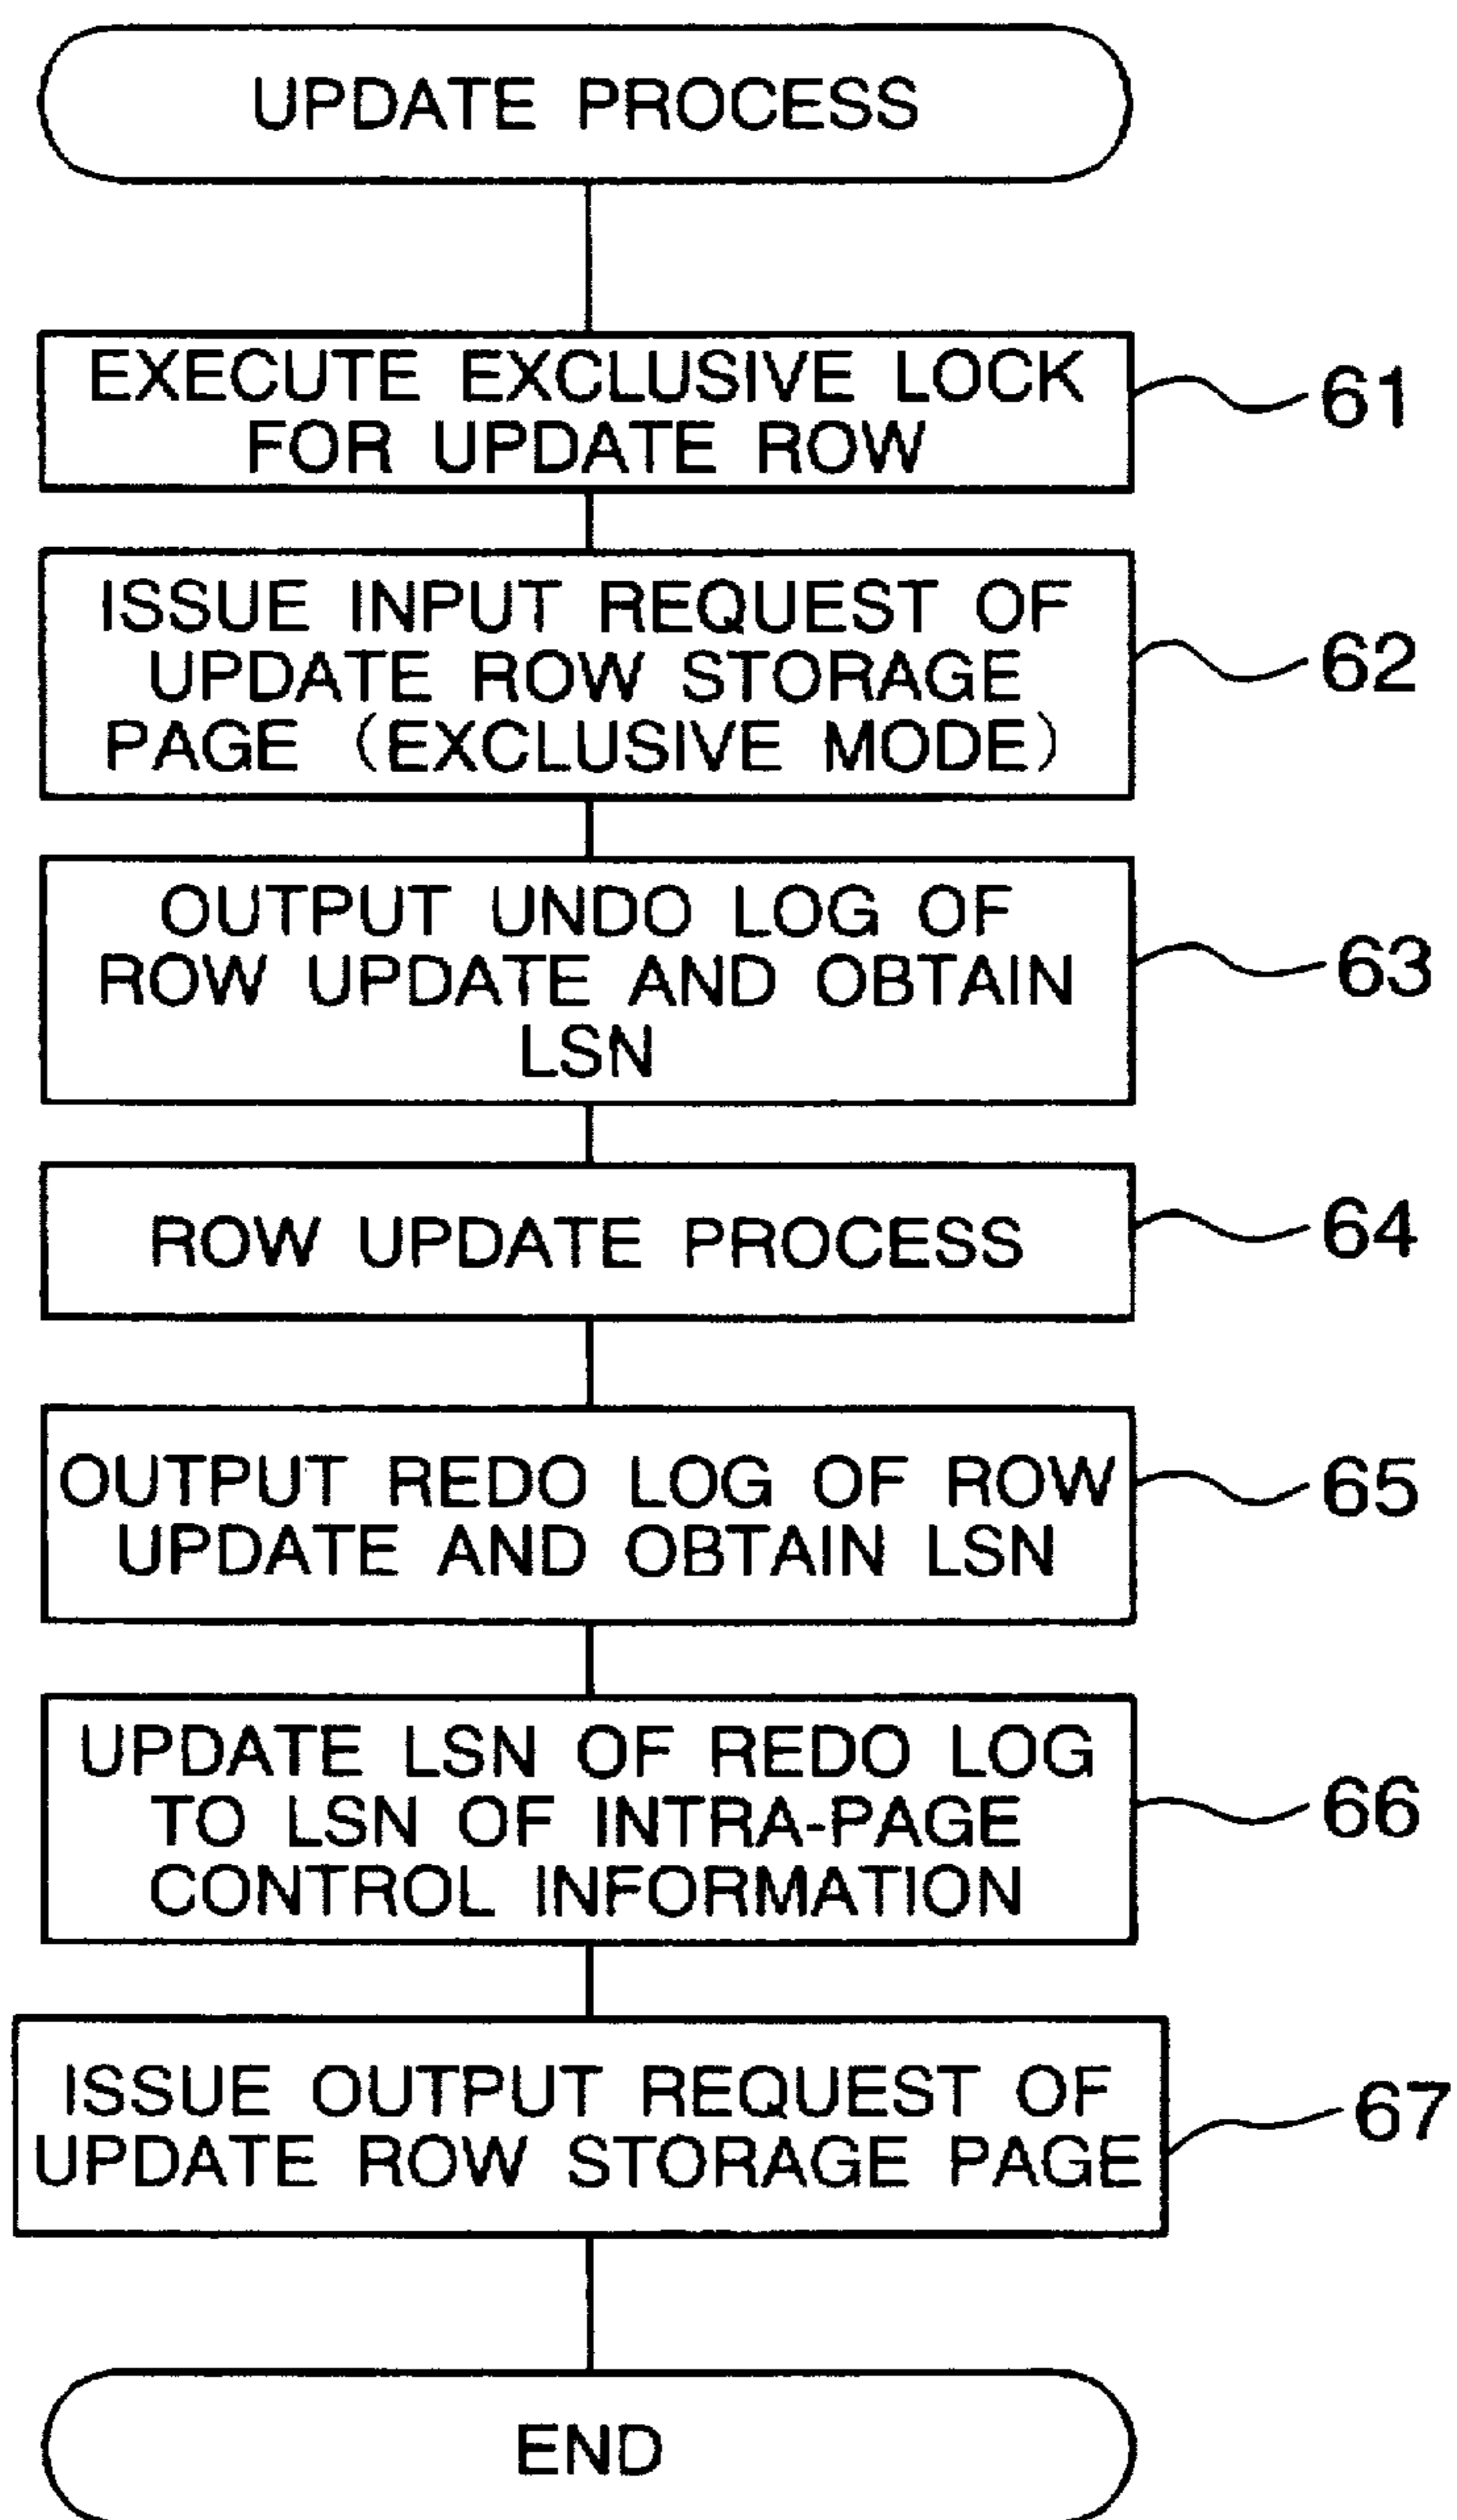 UPDATE PROCESS
EXECUTE EXCLUSIVE LOCK
FOR UPDATE ROW
61
ISSUE INPUT REQUEST OF
UPDATE ROW STORAGE
PAGE (EXCLUSIVE MODE)
62
OUTPUT UNDO LOG OF
ROW UPDATE AND OBTAIN
LSN
63
ROW UPDATE PROCESS
64
OUTPUT REDO LOG OF ROW
UPDATE AND OBTAIN LSN
65
UPDATE LSN OF REDO LOG
TO LSN OF INTRA-PAGE
CONTROL INFORMATION
66
ISSUE OUTPUT REQUEST OF
UPDATE ROW STORAGE PAGE
67
END